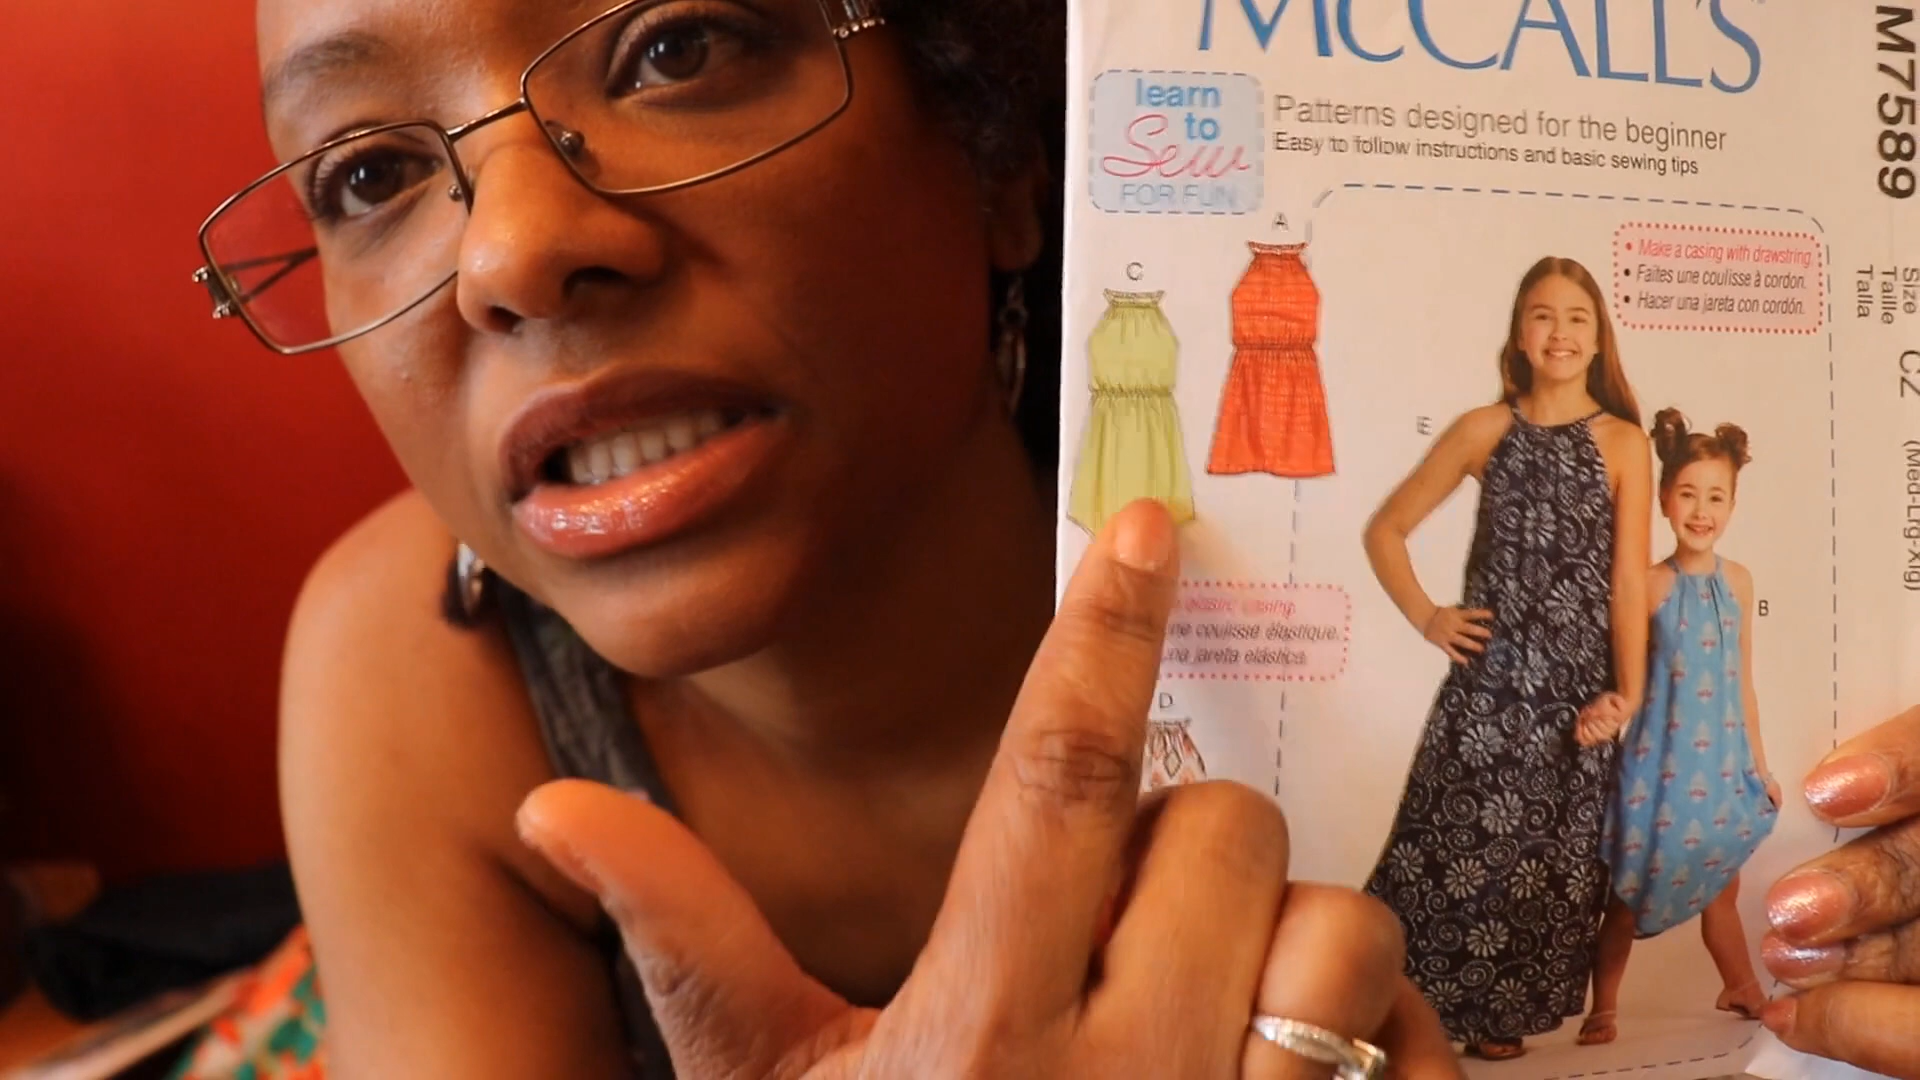 McCALL'S
learn
to
Sew
FOR FUN
Patterns designed for the beginner
Easy to follow instructions and basic sewing tips
M7589
Size
Taille
Talla
CZ
(Med-Lrg-Xlg)
A
C
• Make a casing with drawstring.
• Faites une coulisse à cordon.
• Hacer una jareta con cordón.
E
B
elastic casing.
coulisse élastique.
jareta elástica.
D